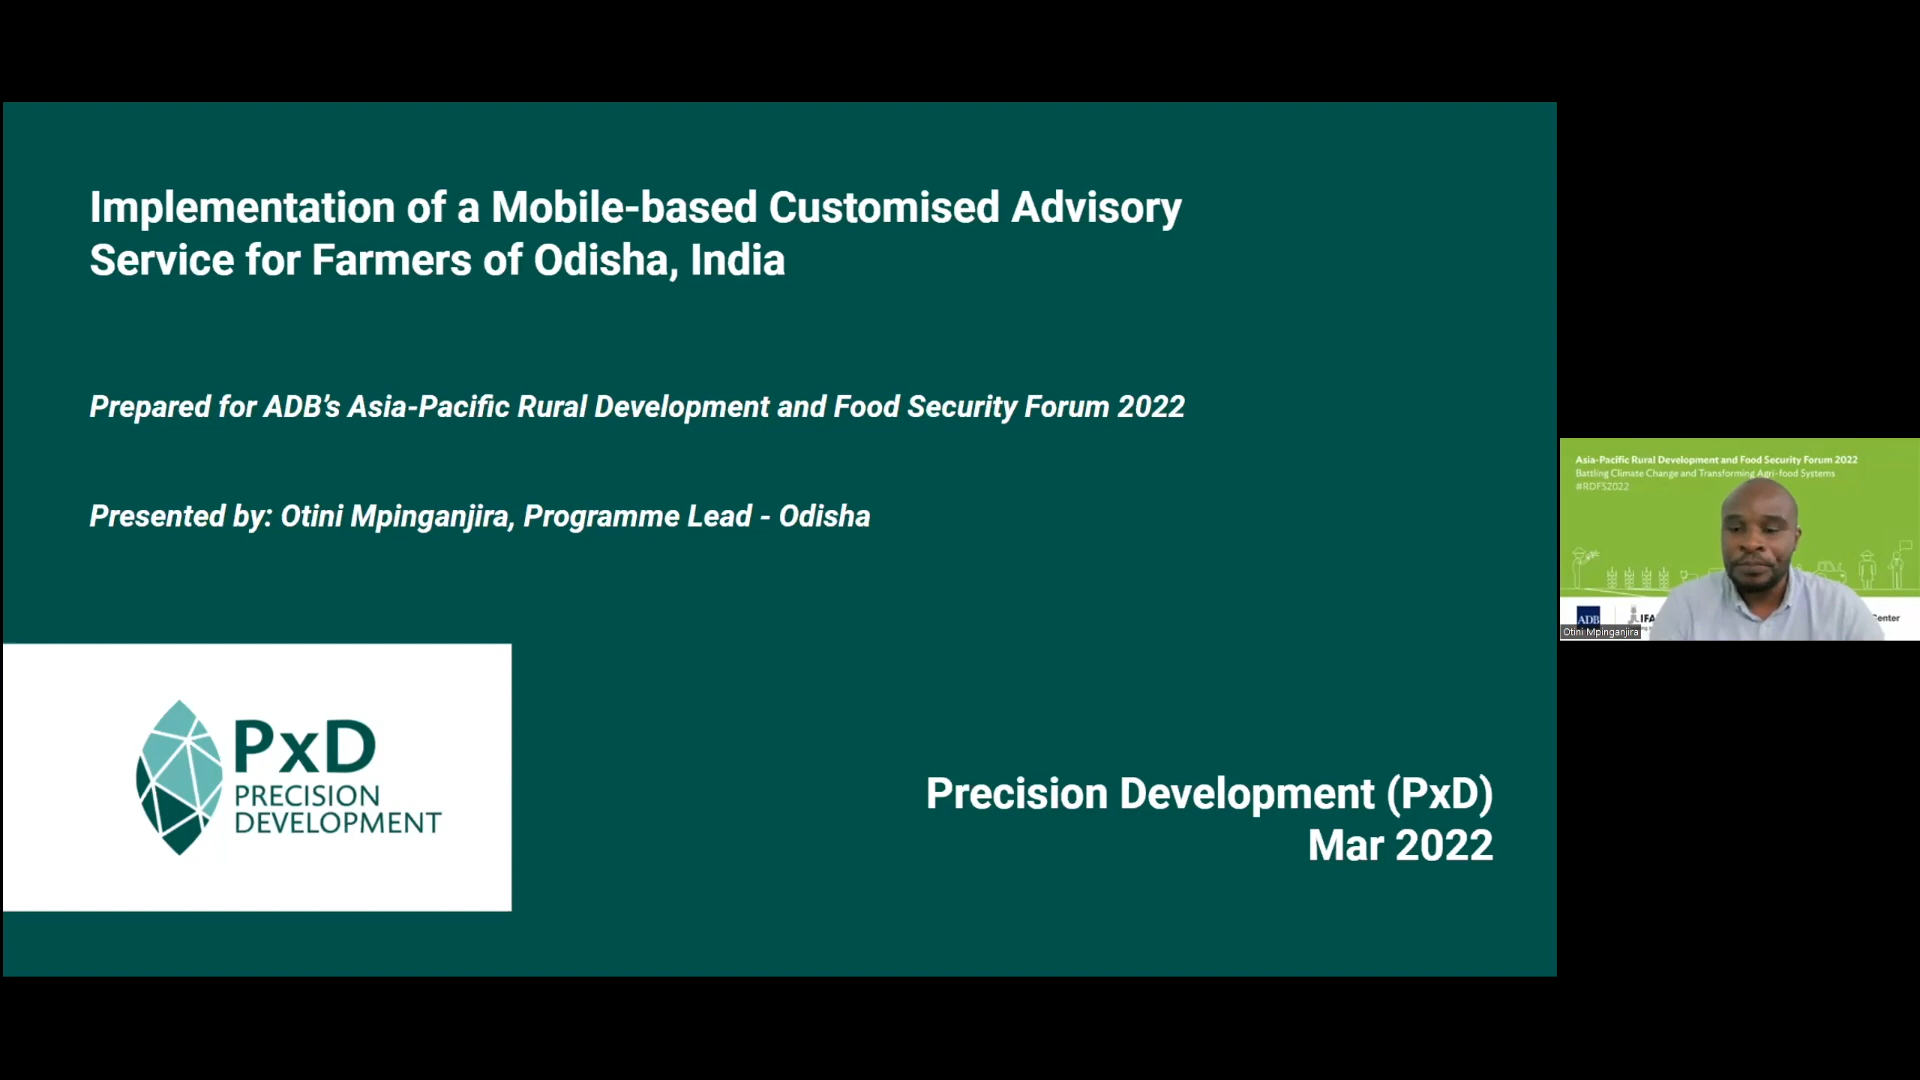 Implementation of a Mobile-based Customised Advisory
Service for Farmers of Odisha, India
Prepared for ADB's Asia-Pacific Rural Development and Food Security Forum 2022
Presented by: Otini Mpinganjira, Programme Lead - Odisha
PxD
PRECISION
DEVELOPMENT
Precision Development (PxD)
Mar 2022
Asia-Pacific Rural Development and Food Security Forum 2022
Battling Climate Change and Transforming Agri-food Systems
#RDFS2022
ADB
IFA
enter
Otini Mpinganjira